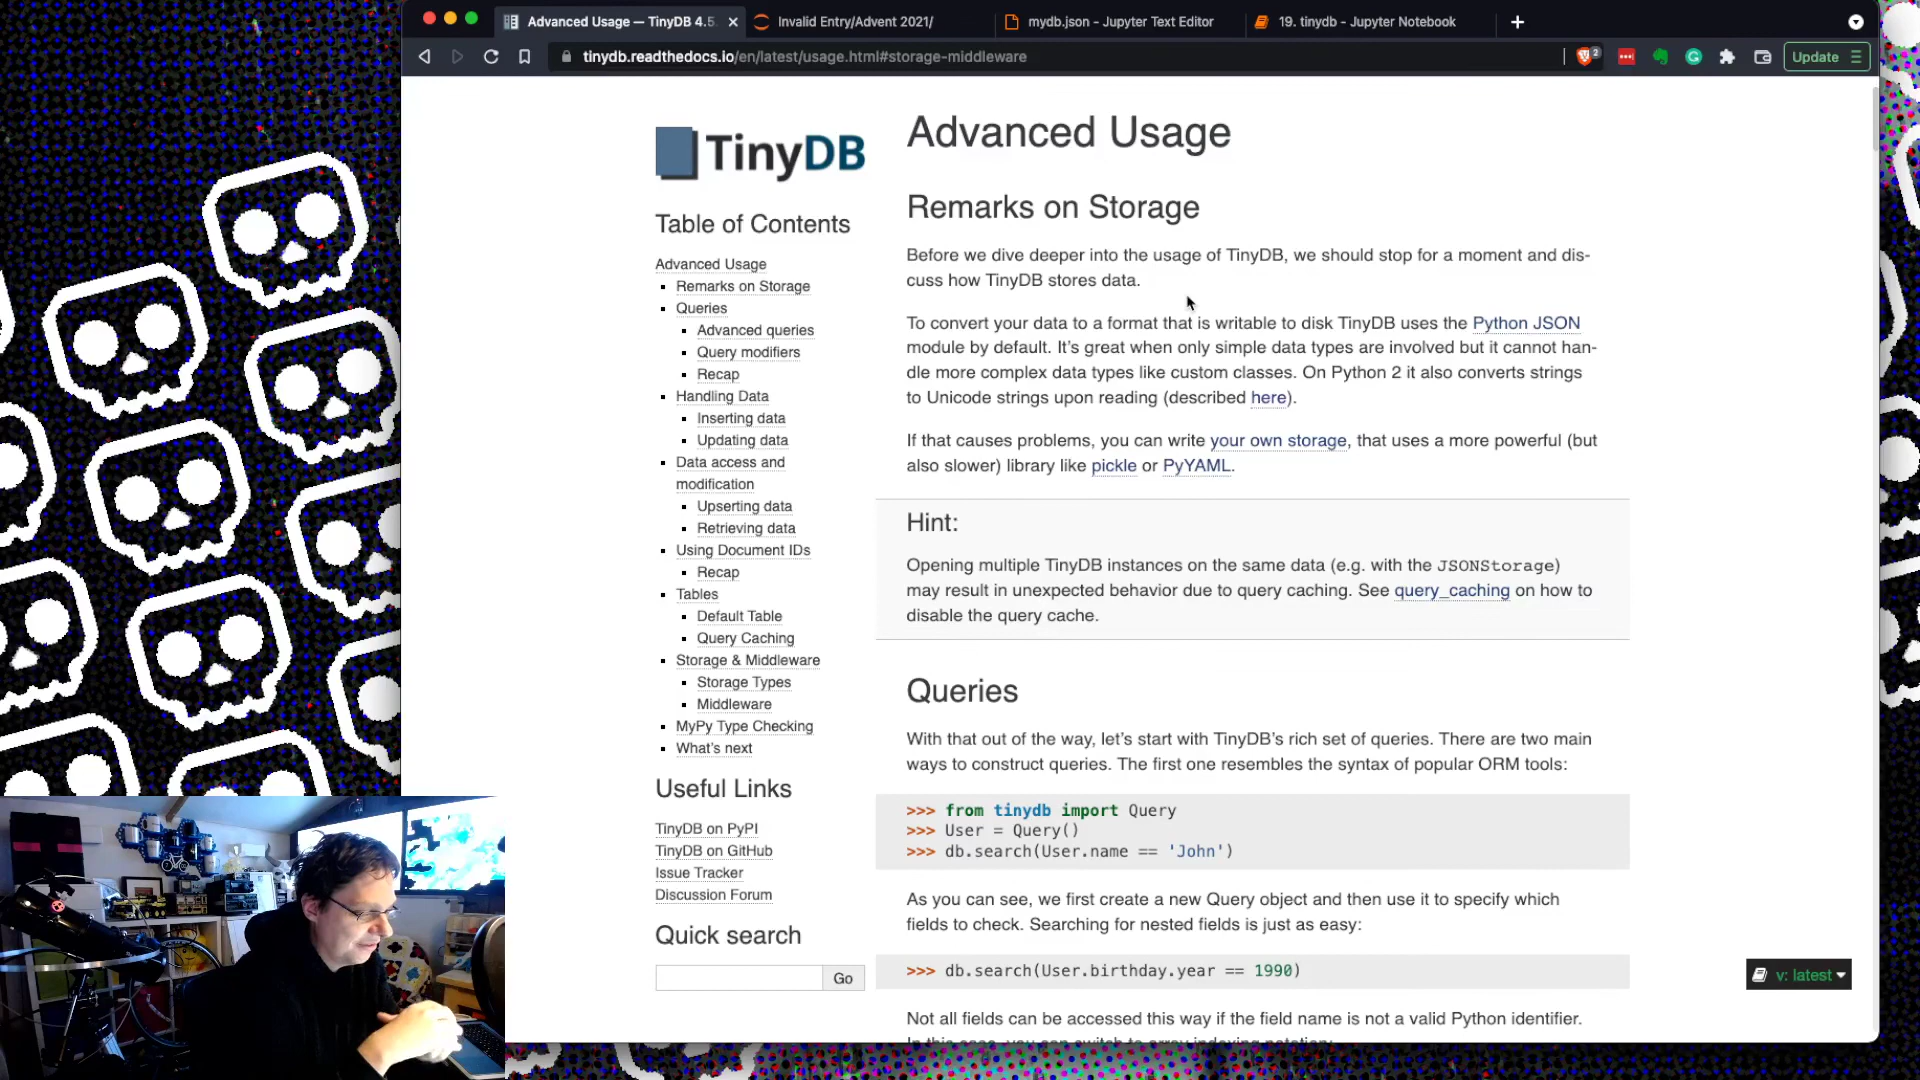 Advanced Usage — TinyDB 4.5.
Invalid Entry/Advent 2021/
mydb.json - Jupyter Text Editor
19. tinydb - Jupyter Notebook
tinydb.readthedocs.io/en/latest/usage.html#storage-middleware
2
Update
TinyDB
Table of Contents
Advanced Usage
Remarks on Storage
Queries
Advanced queries
Query modifiers
Recap
Handling Data
Inserting data
Updating data
Data access and
modification
Upserting data
Retrieving data
Using Document IDs
Recap
Tables
Default Table
Query Caching
Storage & Middleware
Storage Types
Middleware
MyPy Type Checking
What's next
Useful Links
TinyDB on PyPI
TinyDB on GitHub
Issue Tracker
Discussion Forum
Quick search
Go
Advanced Usage
Remarks on Storage
Before we dive deeper into the usage of TinyDB, we should stop for a moment and dis-
cuss how TinyDB stores data.
To convert your data to a format that is writable to disk TinyDB uses the Python JSON
module by default. It's great when only simple data types are involved but it cannot han-
dle more complex data types like custom classes. On Python 2 it also converts strings
to Unicode strings upon reading (described here).
If that causes problems, you can write your own storage, that uses a more powerful (but
also slower) library like pickle or PyYAML.
Hint:
Opening multiple TinyDB instances on the same data (e.g. with the JSONStorage)
may result in unexpected behavior due to query caching. See query_caching on how to
disable the query cache.
Queries
With that out of the way, let's start with TinyDB's rich set of queries. There are two main
ways to construct queries. The first one resembles the syntax of popular ORM tools:
>>> from tinydb import Query
>>> User = Query()
>>> db.search(User.name == 'John')
As you can see, we first create a new Query object and then use it to specify which
fields to check. Searching for nested fields is just as easy:
>>> db.search(User.birthday.year == 1990)
Not all fields can be accessed this way if the field name is not a valid Python identifier.
In this case, you can switch to array indexing notation:
v: latest